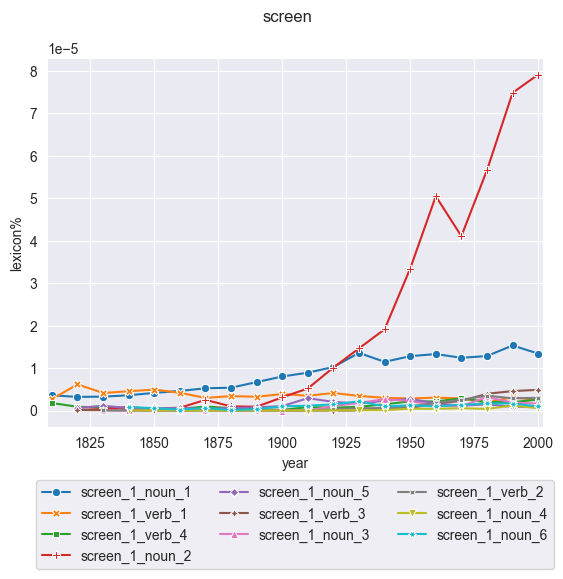 screen
1e−5
8
7
6
5
4
3
2
1
0
lexicon%
1825 1850 1875 1900 1925 1950 1975 2000
year
screen_1_noun_1 screen_1_noun_5 screen_1_verb_2
screen_1_verb_1 screen_1_verb_3 screen_1_noun_4
screen_1_verb_4 screen_1_noun_3 screen_1_noun_6
screen_1_noun_2